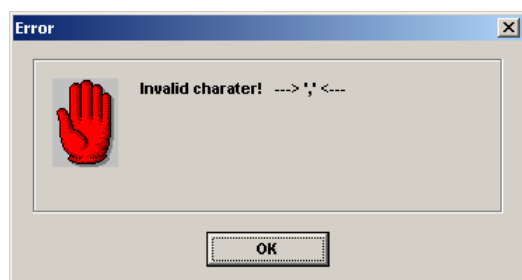 Error
Invalid charater!   ---> ',' <---
OK